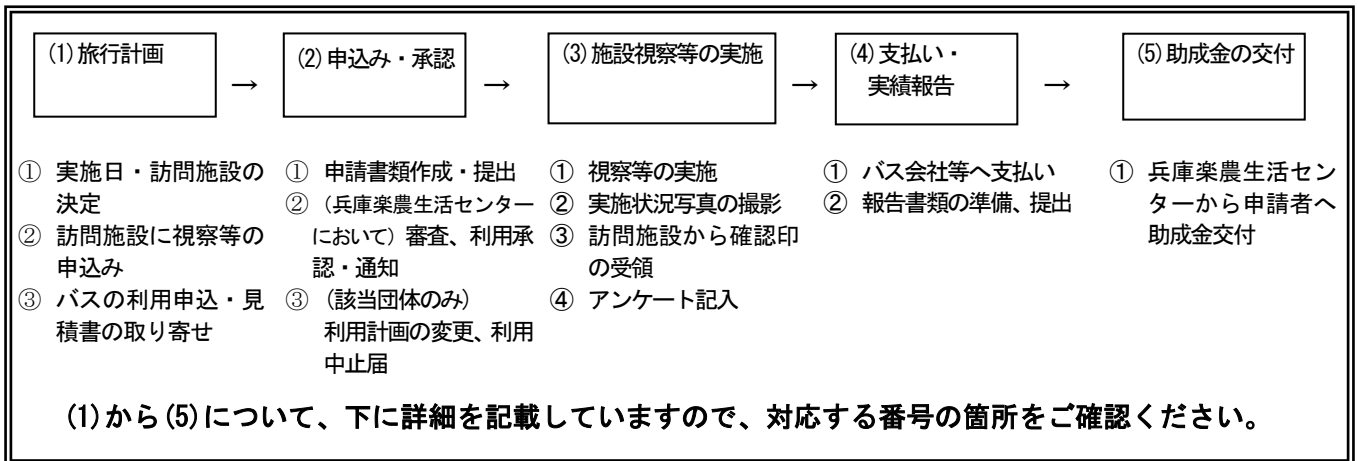 (1)旅行計画
→
(2)申込み・承認
→
(3)施設視察等の実施
→
(4)支払い・
実績報告
→
(5)助成金の交付
① 実施日・訪問施設の
決定
② 訪問施設に視察等の
申込み
③ バスの利用申込・見
積書の取り寄せ
① 申請書類作成・提出
② (兵庫楽農生活センター
において)審査、利用承
認・通知
③ (該当団体のみ)
利用計画の変更、利用
中止届
① 視察等の実施
② 実施状況写真の撮影
③ 訪問施設から確認印
の受領
④ アンケート記入
① バス会社等へ支払い
② 報告書類の準備、提出
① 兵庫楽農生活セン
ターから申請者へ
助成金交付
(1)から(5)について、下に詳細を記載していますので、対応する番号の箇所をご確認ください。